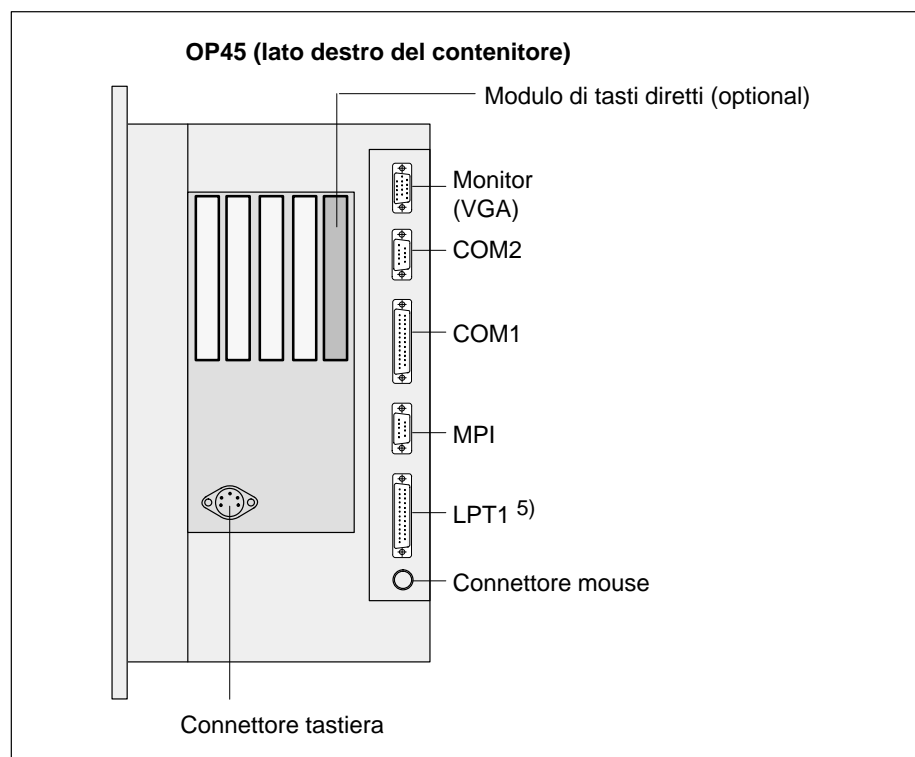 OP45 (lato destro del contenitore)
Modulo di tasti diretti (optional)
Monitor
(VGA)
COM2
COM1
MPI
LPT1 5)
Connettore mouse
Connettore tastiera